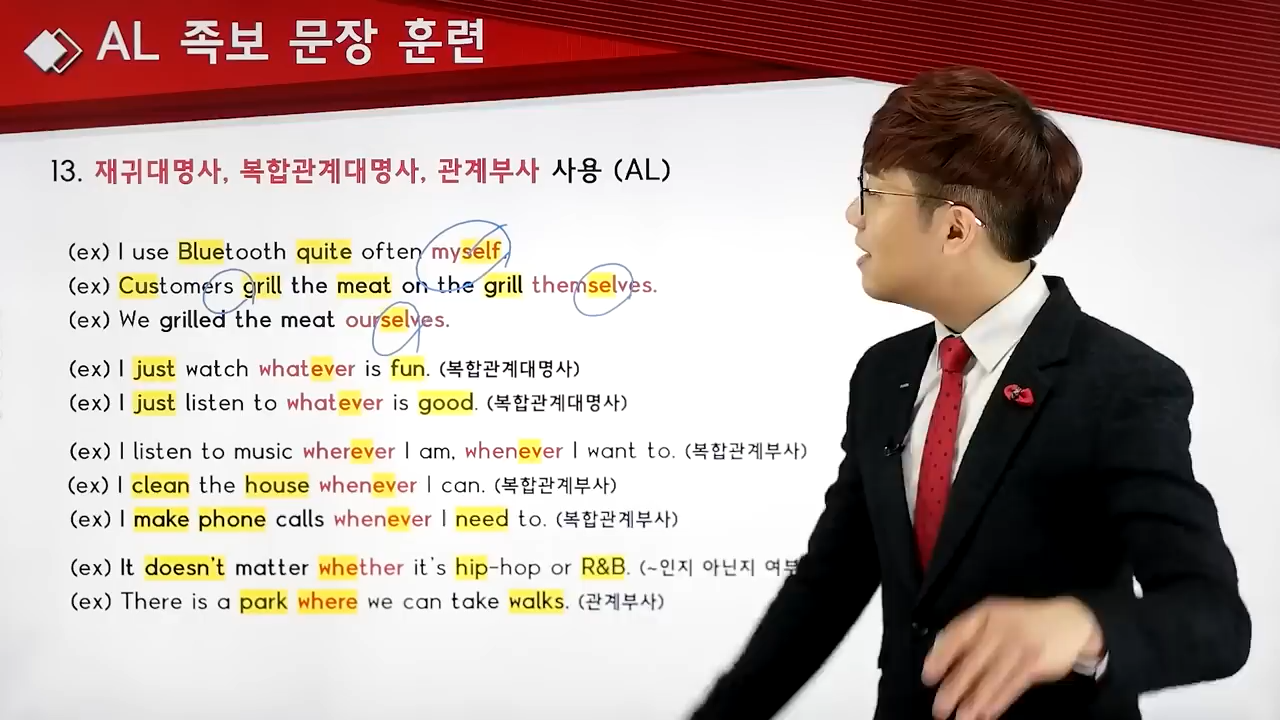 AL 족보 문장 훈련
13. 재귀대명사, 복합관계대명사, 관계부사 사용 (AL)
(ex) I use Bluetooth quite often myself.
(ex) Customers grill the meat on the grill themselves.
(ex) We grilled the meat ourselves.
(ex) I just watch whatever is fun. (복합관계대명사)
(ex) I just listen to whatever is good. (복합관계대명사)
(ex) I listen to music wherever I am, whenever I want to. (복합관계부사)
(ex) I clean the house whenever I can. (복합관계부사)
(ex) I make phone calls whenever I need to. (복합관계부사)
(ex) It doesn't matter whether it's hip-hop or R&B. (~인지 아닌지 여부
(ex) There is a park where we can take walks. (관계부사)